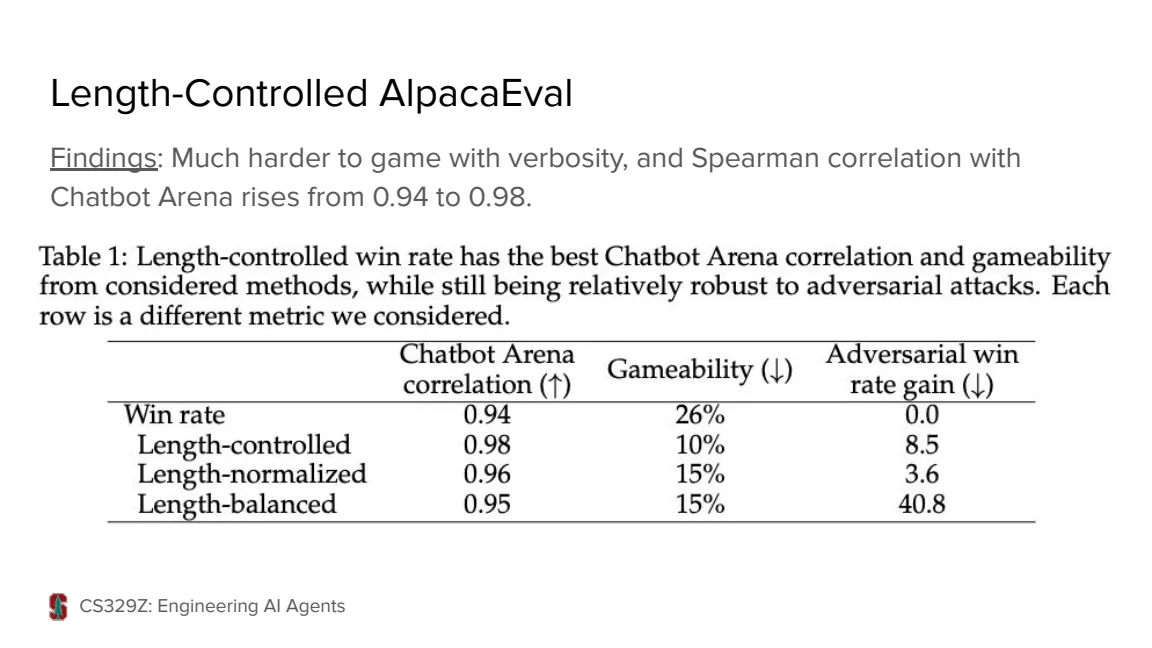 Length-Controlled AlpacaEval
Findings: Much harder to game with verbosity, and Spearman correlation with
Chatbot Arena rises from 0.94 to 0.98.
Table 1: Length-controlled win rate has the best Chatbot Arena correlation and gameability
from considered methods, while still being relatively robust to adversarial attacks. Each
row is a different metric we considered.
Chatbot Arena correlation (↑) Gameability (↓) Adversarial win rate gain (↓)
Win rate 0.94 26% 0.0
Length-controlled 0.98 10% 8.5
Length-normalized 0.96 15% 3.6
Length-balanced 0.95 15% 40.8
CS329Z: Engineering AI Agents